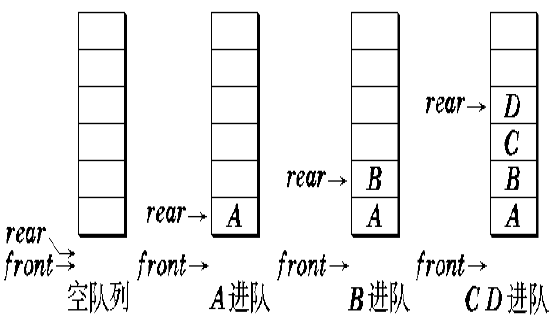 rear→ D
C
rear→ B B
rear→ A A A
rear
front→ front→ front→ front→
空队列 A进队 B进队 CD进队